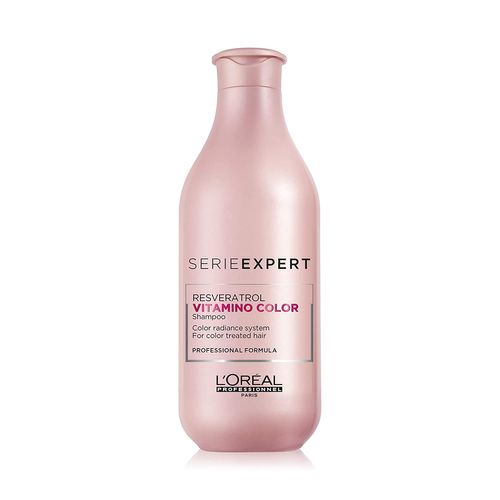 SERIEEXPERT
RESVERATROL
VITAMINO COLOR
Shampoo
Color radiance system
For color treated hair
PROFESSIONAL FORMULA
L'ORÉAL
PROFESSIONNEL
PARIS